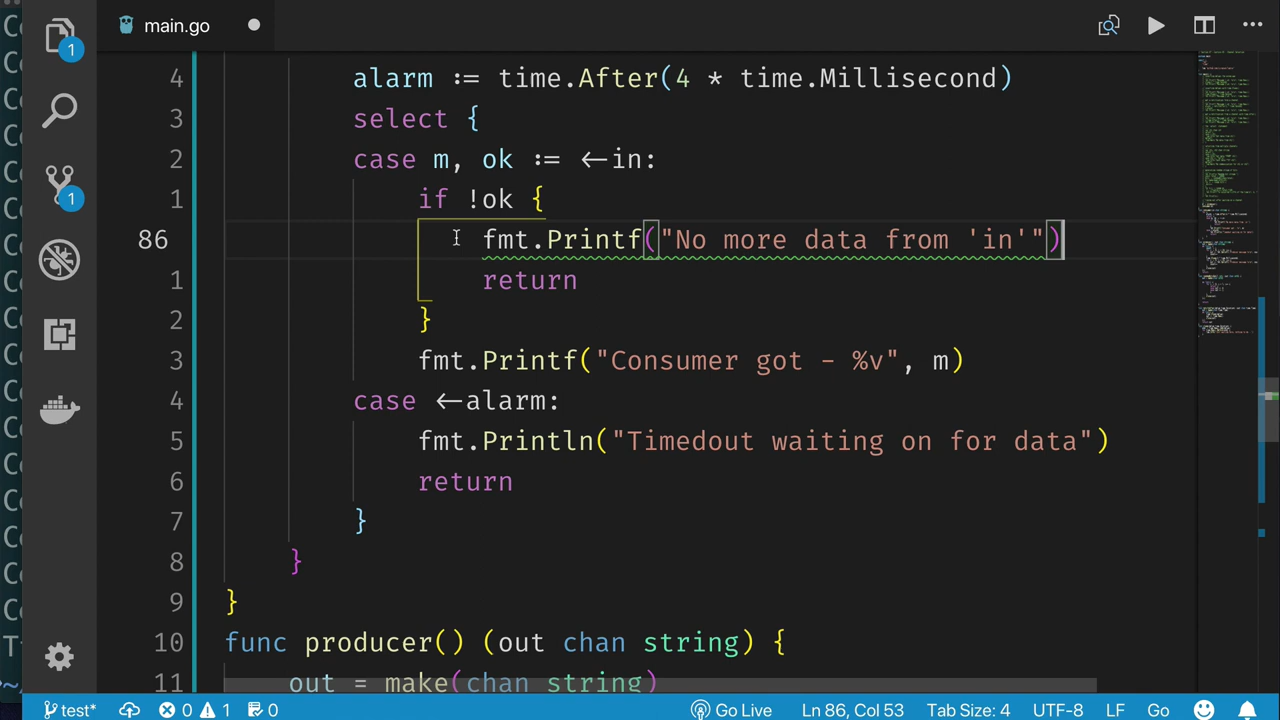 main.go
1
4 alarm := time.After(4 * time.Millisecond)
3 select {
2 case m, ok := <-in:
1 if !ok {
86 fmt.Printf("No more data from 'in'")
1 return
2 }
3 fmt.Printf("Consumer got - %v", m)
4 case <-alarm:
5 fmt.Println("Timedout waiting on for data")
6 return
7 }
8 }
9 }
10 func producer() (out chan string) {
11 out = make(chan string)
1
test* 0 1 0 Go Live Ln 86, Col 53 Tab Size: 4 UTF-8 LF Go